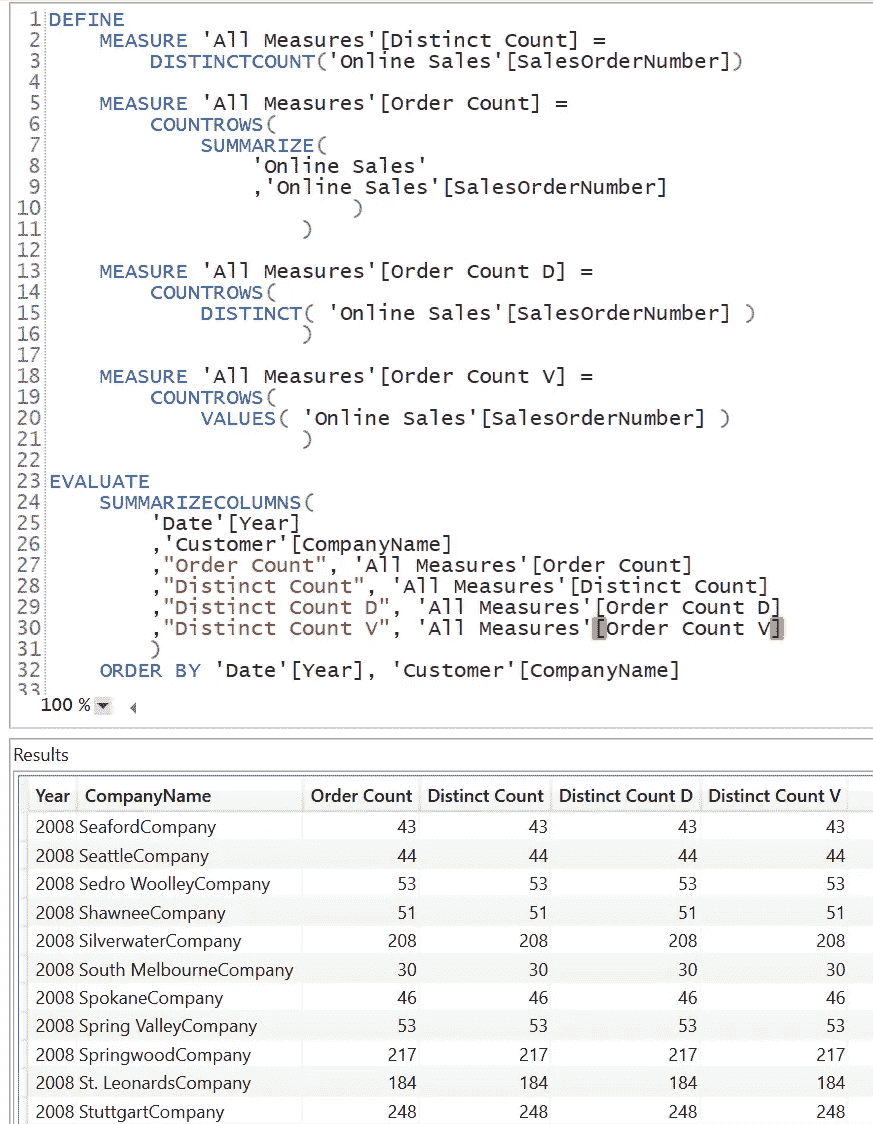 1 DEFINE
2 MEASURE 'All Measures'[Distinct Count] =
3 DISTINCTCOUNT('Online Sales'[SalesOrderNumber])
4
5 MEASURE 'All Measures'[Order Count] =
6 COUNTROWS(
7 SUMMARIZE(
8 'Online Sales'
9 ,'Online Sales'[SalesOrderNumber]
10 )
11 )
12
13 MEASURE 'All Measures'[Order Count D] =
14 COUNTROWS(
15 DISTINCT( 'Online Sales'[SalesOrderNumber] )
16 )
17
18 MEASURE 'All Measures'[Order Count V] =
19 COUNTROWS(
20 VALUES( 'Online Sales'[SalesOrderNumber] )
21 )
22
23 EVALUATE
24 SUMMARIZECOLUMNS(
25 'Date'[Year]
26 ,'Customer'[CompanyName]
27 ,"Order Count", 'All Measures'[Order Count]
28 ,"Distinct Count", 'All Measures'[Distinct Count]
29 ,"Distinct Count D", 'All Measures'[Order Count D]
30 ,"Distinct Count V", 'All Measures'[Order Count V]
31 )
32 ORDER BY 'Date'[Year], 'Customer'[CompanyName]
33
100 %
Results
Year CompanyName Order Count Distinct Count Distinct Count D Distinct Count V
2008 SeafordCompany 43 43 43 43
2008 SeattleCompany 44 44 44 44
2008 Sedro WoolleyCompany 53 53 53 53
2008 ShawneeCompany 51 51 51 51
2008 SilverwaterCompany 208 208 208 208
2008 South MelbourneCompany 30 30 30 30
2008 SpokaneCompany 46 46 46 46
2008 Spring ValleyCompany 53 53 53 53
2008 SpringwoodCompany 217 217 217 217
2008 St. LeonardsCompany 184 184 184 184
2008 StuttgartCompany 248 248 248 248